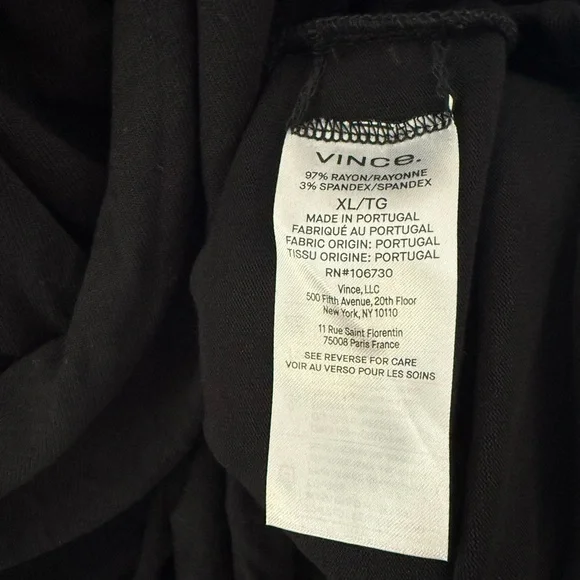 VINCe.
97% RAYON/RAYONNE
3% SPANDEX/SPANDEX
XL/TG
MADE IN PORTUGAL
FABRIQUÉ AU PORTUGAL
FABRIC ORIGIN: PORTUGAL
TISSU ORIGINE: PORTUGAL
RN#106730
Vince, LLC
500 Fifth Avenue, 20th Floor
New York, NY 10110
11 Rue Saint Florentin
75008 Paris France
SEE REVERSE FOR CARE
VOIR AU VERSO POUR LES SOINS